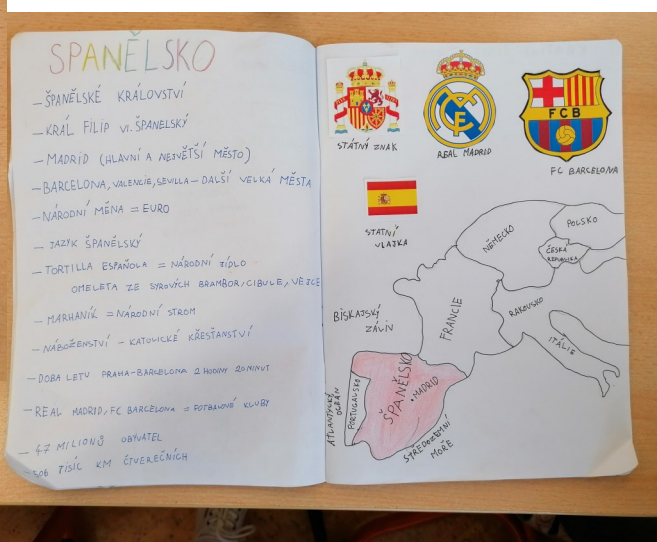 ŠPANĚLSKO
– ŠPANĚLSKÉ KRÁLOVSTVÍ
– KRÁL FILIP VI. ŠPANĚLSKÝ
– MADRID (HLAVNÍ A NEJVĚTŠÍ MĚSTO)
– BARCELONA, VALENCIE, SEVILLA – DALŠÍ VELKÁ MĚSTA
– NÁRODNÍ MĚNA = EURO
– JAZYK ŠPANĚLSKÝ
– TORTILLA ESPAÑOLA = NÁRODNÍ JÍDLO
OMELETA ZE SYROVÝCH BRAMBOR, CIBULE, VEJCE
– MARHANÍK = NÁRODNÍ STROM
– NÁBOŽENSTVÍ – KATOLICKÉ KŘESŤANSTVÍ
– DOBA LETU PRAHA-BARCELONA 2 HODINY 20 MINUT
– REAL MADRID, FC BARCELONA = FOTBALOVÉ KLUBY
– 47 MILIONŮ OBYVATEL
– 506 TISÍC KM ČTVEREČNÍCH
STÁTNÝ ZNAK
REAL MADRID
FCB
FC BARCELONA
STÁTNÍ
VLAJKA
NĚMECKO
POLSKO
ČESKÁ
REPUBLIKA
BISKAJSKÝ
ZÁLIV
FRANCIE
RAKOUSKO
ITÁLIE
ATLANTICKÝ
OCEÁN
PORTUGALSKO
ŠPANĚLSKO
MADRID
STŘEDOZEMNÍ
MOŘE